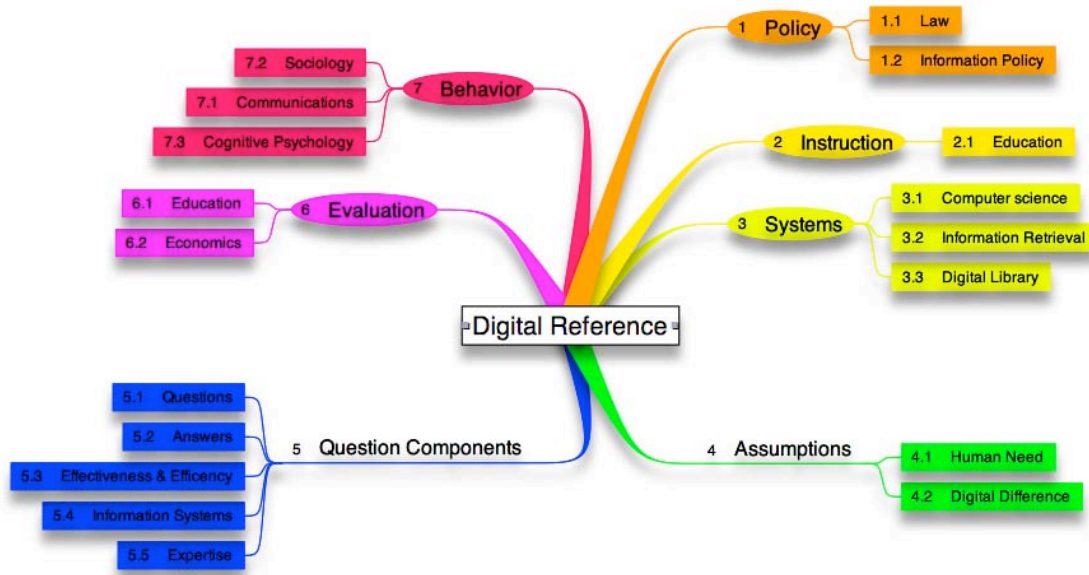 Digital Reference
1 Policy
1.1 Law
1.2 Information Policy
2 Instruction
2.1 Education
3 Systems
3.1 Computer science
3.2 Information Retrieval
3.3 Digital Library
4 Assumptions
4.1 Human Need
4.2 Digital Difference
5 Question Components
5.1 Questions
5.2 Answers
5.3 Effectiveness & Efficency
5.4 Information Systems
5.5 Expertise
6 Evaluation
6.1 Education
6.2 Economics
7 Behavior
7.2 Sociology
7.1 Communications
7.3 Cognitive Psychology